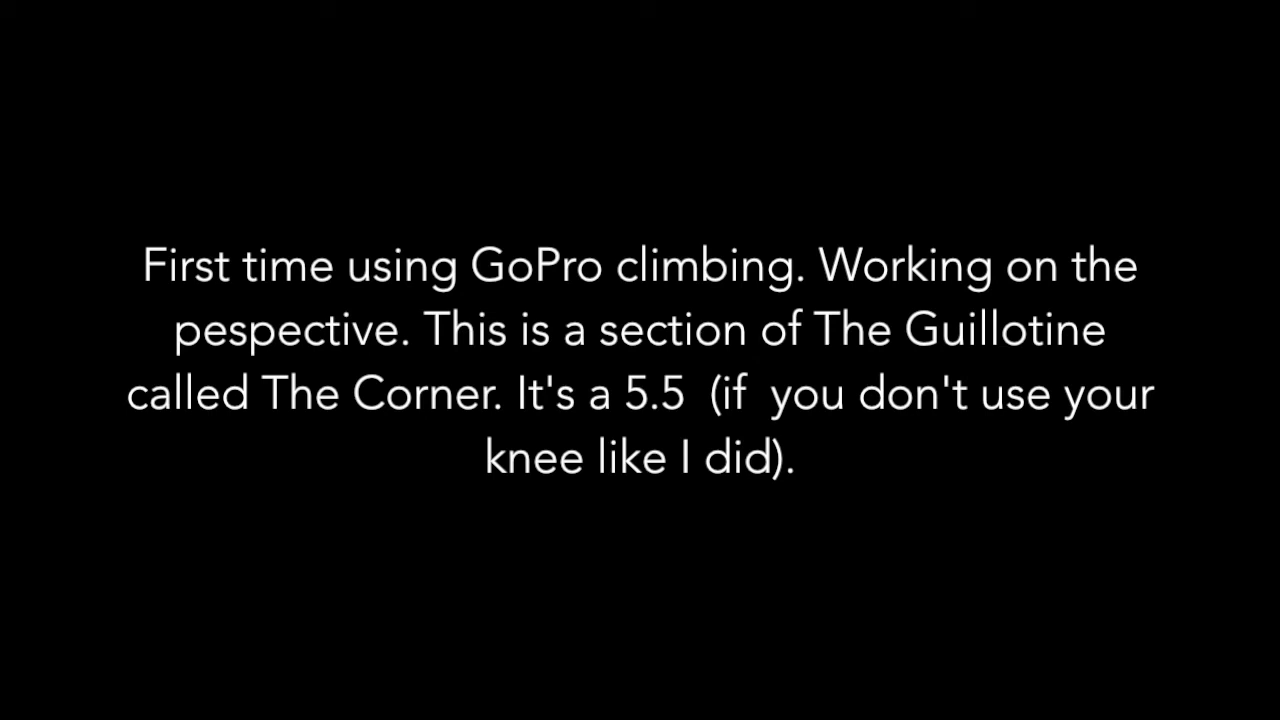 First time using GoPro climbing. Working on the
pespective. This is a section of The Guillotine
called The Corner. It's a 5.5  (if  you don't use your
knee like I did).